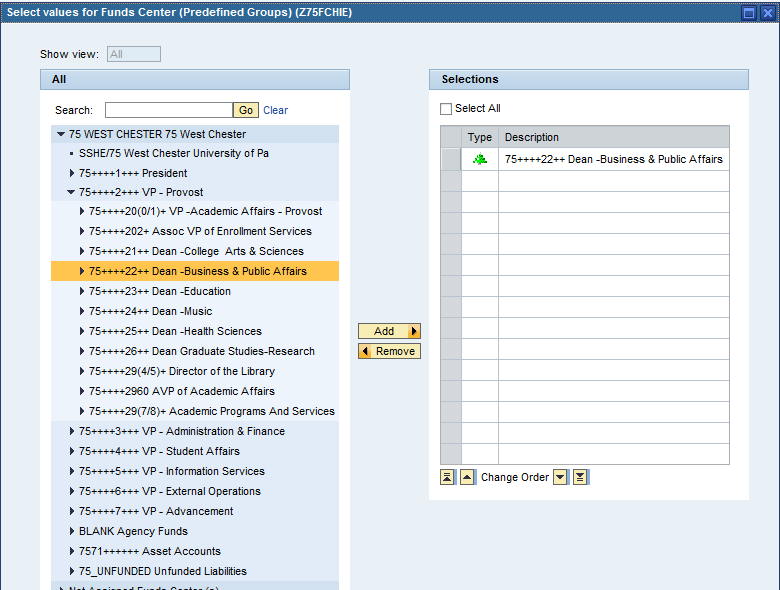 Select values for Funds Center (Predefined Groups) (Z75FCHIE)
Show view: All
All
Search: Go Clear
75 WEST CHESTER 75 West Chester
SSHE/75 West Chester University of Pa
75++++1+++ President
75++++2+++ VP - Provost
75++++20(0/1)+ VP -Academic Affairs - Provost
75++++202+ Assoc VP of Enrollment Services
75++++21++ Dean -College  Arts & Sciences
75++++22++ Dean -Business & Public Affairs
75++++23++ Dean -Education
75++++24++ Dean -Music
75++++25++ Dean -Health Sciences
75++++26++ Dean Graduate Studies-Research
75++++29(4/5)+ Director of the Library
75++++2960 AVP of Academic Affairs
75++++29(7/8)+ Academic Programs And Services
75++++3+++ VP - Administration & Finance
75++++4+++ VP - Student Affairs
75++++5+++ VP - Information Services
75++++6+++ VP - External Operations
75++++7+++ VP - Advancement
BLANK Agency Funds
7571++++++ Asset Accounts
75_UNFUNDED Unfunded Liabilities
Not Assigned Funds Center (s)
Add
Remove
Selections
Select All
Type Description
75++++22++ Dean -Business & Public Affairs
Change Order